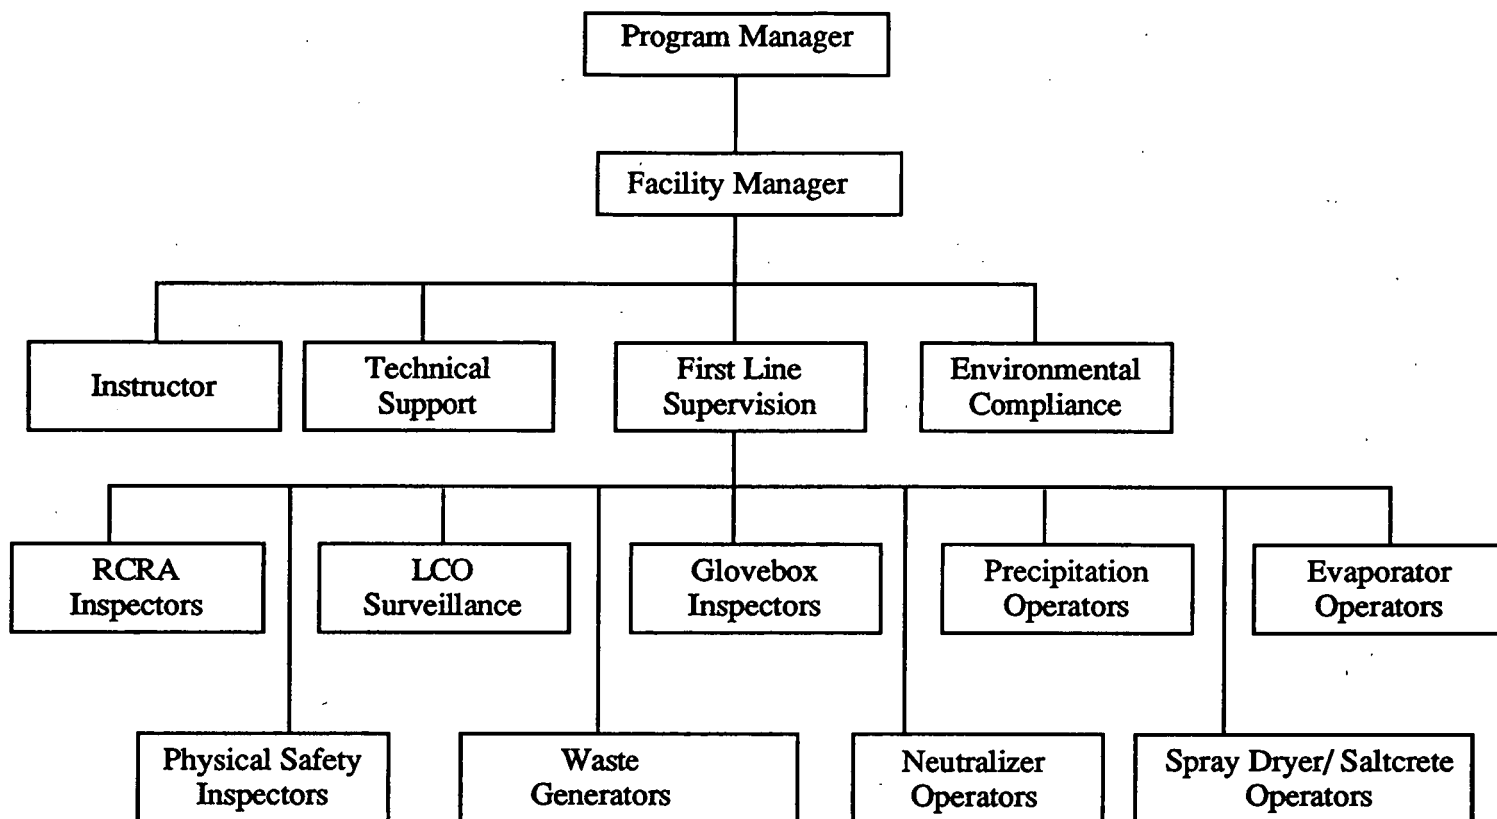 Program Manager
Facility Manager
Instructor
Technical
Support
First Line
Supervision
Environmental
Compliance
RCRA
Inspectors
LCO
Surveillance
Glovebox
Inspectors
Precipitation
Operators
Evaporator
Operators
Physical Safety
Inspectors
Waste
Generators
Neutralizer
Operators
Spray Dryer/ Saltcrete
Operators